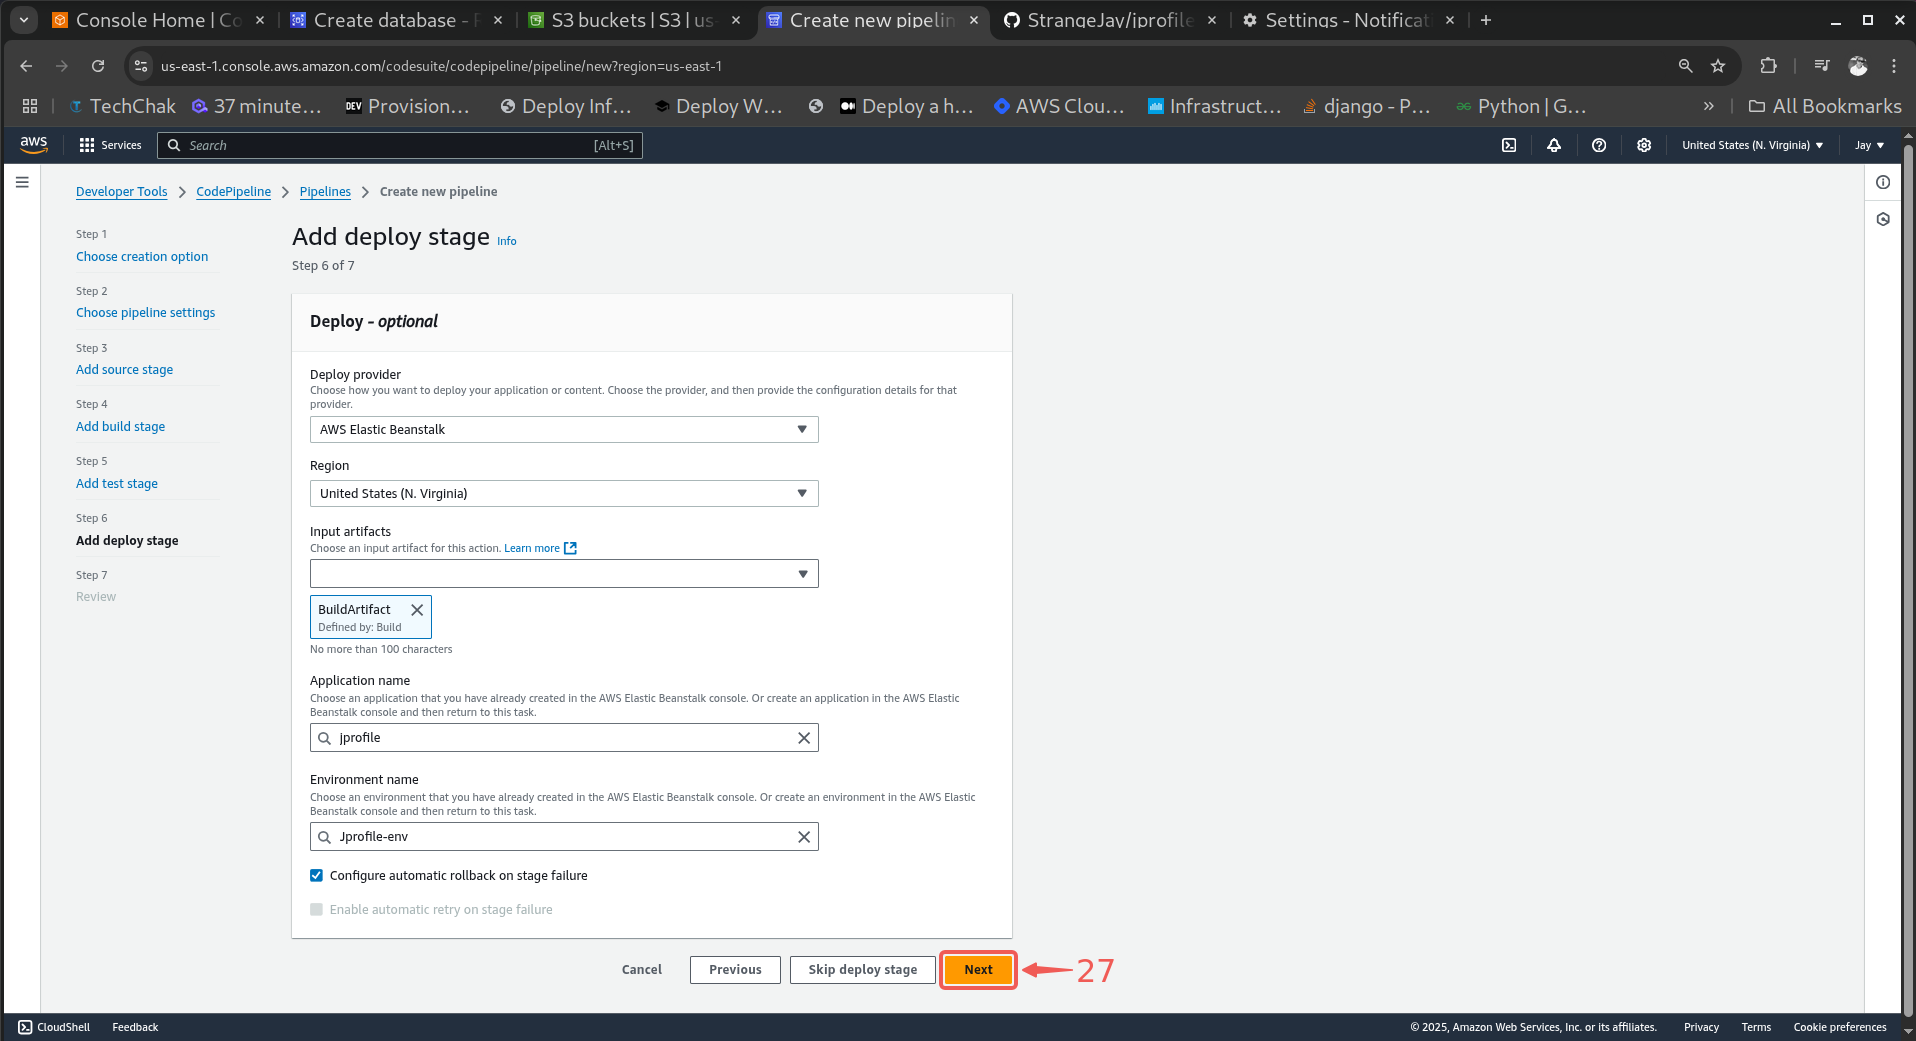 Console Home | Co
Create database - R
S3 buckets | S3 | us-
Create new pipelin
StrangeJay/jprofile
Settings - Notificat
us-east-1.console.aws.amazon.com/codesuite/codepipeline/pipeline/new?region=us-east-1
TechChak
37 minute...
DEV Provision...
Deploy Inf...
Deploy W...
Deploy a h...
AWS Clou...
Infrastruct...
django - P...
Python | G...
»
All Bookmarks
aws
Services
Search
[Alt+S]
United States (N. Virginia)
Jay
Developer Tools
CodePipeline
Pipelines
Create new pipeline
Step 1
Choose creation option
Step 2
Choose pipeline settings
Step 3
Add source stage
Step 4
Add build stage
Step 5
Add test stage
Step 6
Add deploy stage
Step 7
Review
Add deploy stage Info
Step 6 of 7
Deploy - optional
Deploy provider
Choose how you want to deploy your application or content. Choose the provider, and then provide the configuration details for that
provider.
AWS Elastic Beanstalk
Region
United States (N. Virginia)
Input artifacts
Choose an input artifact for this action. Learn more
BuildArtifact
Defined by: Build
No more than 100 characters
Application name
Choose an application that you have already created in the AWS Elastic Beanstalk console. Or create an application in the AWS Elastic
Beanstalk console and then return to this task.
jprofile
Environment name
Choose an environment that you have already created in the AWS Elastic Beanstalk console. Or create an environment in the AWS Elastic
Beanstalk console and then return to this task.
Jprofile-env
Configure automatic rollback on stage failure
Enable automatic retry on stage failure
Cancel
Previous
Skip deploy stage
Next
27
CloudShell
Feedback
© 2025, Amazon Web Services, Inc. or its affiliates.
Privacy
Terms
Cookie preferences